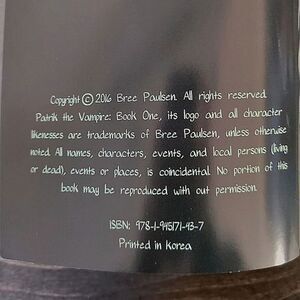 Copyright © 2016 Bree Paulsen. All rights reserved.
Patrik the Vampire: Book One, its logo and all character
likenesses are trademarks of Bree Paulsen, unless otherwise
noted. All names, characters, events, and local persons (living
or dead), events or places, is coincidental. No portion of this
book may be reproduced with out permission.
ISBN: 978-1-945171-43-7
Printed in Korea